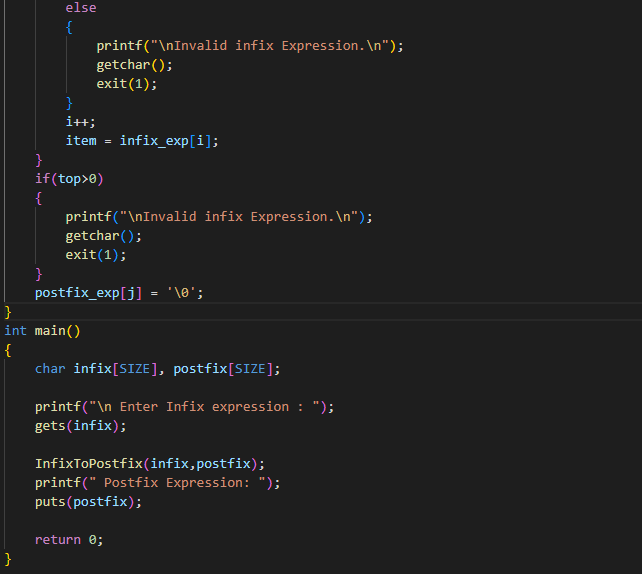 else
        {
            printf("\nInvalid infix Expression.\n");
            getchar();
            exit(1);
        }
        i++;
        item = infix_exp[i];
    }
    if(top>0)
    {
        printf("\nInvalid infix Expression.\n");
        getchar();
        exit(1);
    }
    postfix_exp[j] = '\0';
}
int main()
{
    char infix[SIZE], postfix[SIZE];

    printf("\n Enter Infix expression : ");
    gets(infix);

    InfixToPostfix(infix,postfix);
    printf(" Postfix Expression: ");
    puts(postfix);

    return 0;
}